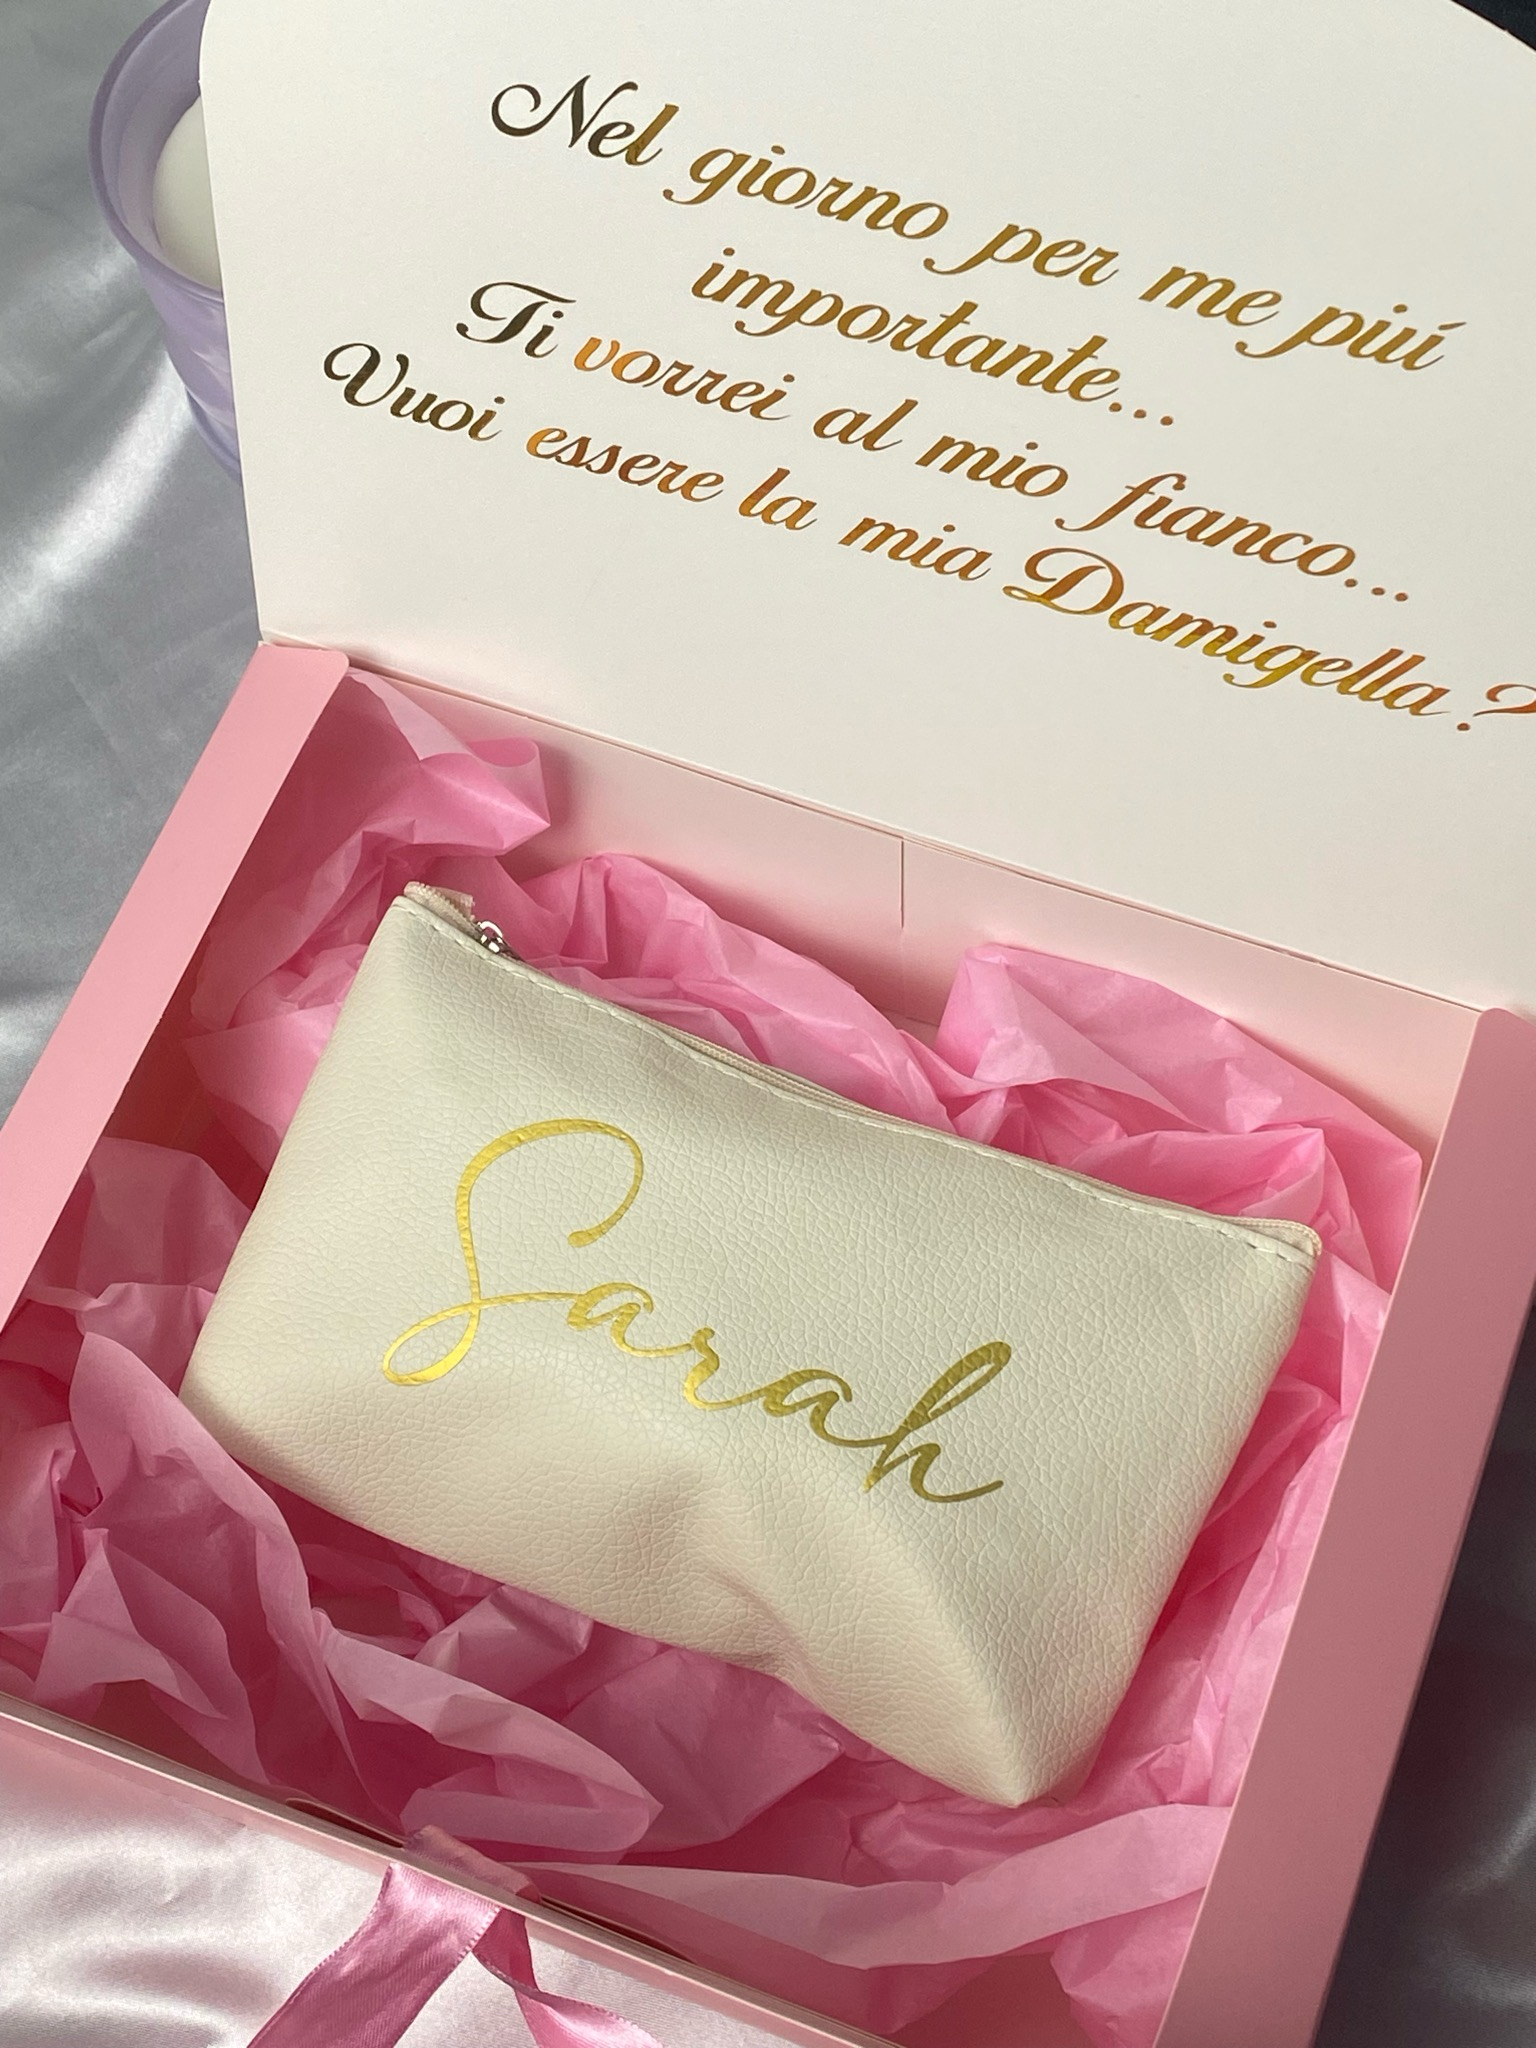 Nel giorno per me piú
importante...
Ti vorrei al mio fianco...
Vuoi essere la mia Damigella?
Sarah